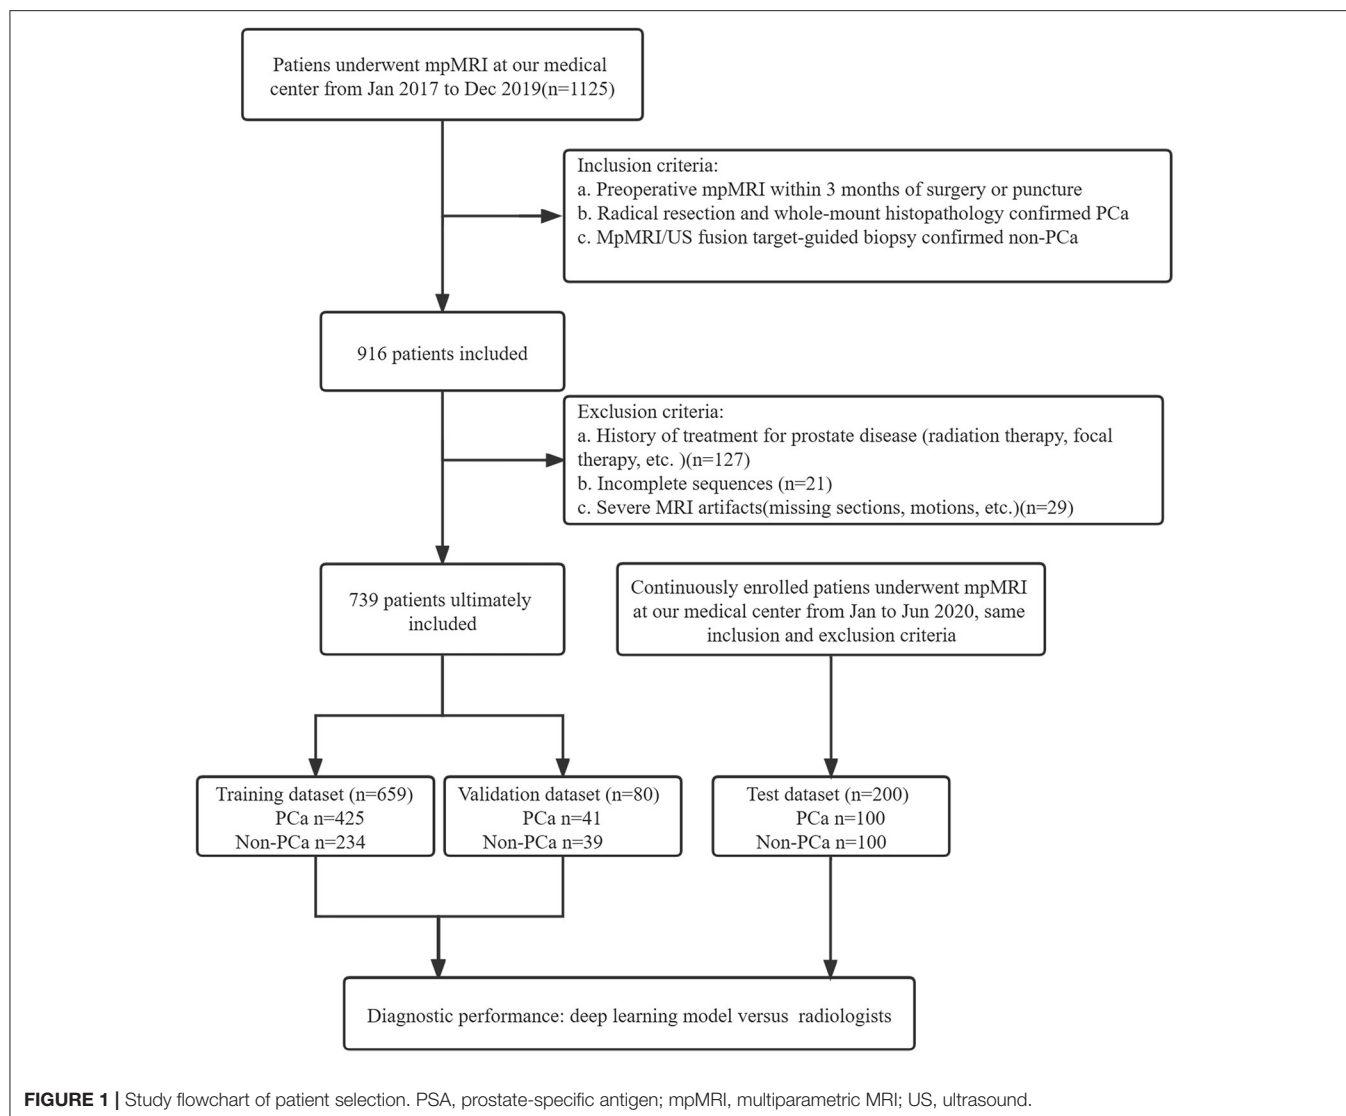 Patiens underwent mpMRI at our medical
center from Jan 2017 to Dec 2019(n=1125)
Inclusion criteria:
a. Preoperative mpMRI within 3 months of surgery or puncture
b. Radical resection and whole-mount histopathology confirmed PCa
c. MpMRI/US fusion target-guided biopsy confirmed non-PCa
916 patients included
Exclusion criteria:
a. History of treatment for prostate disease (radiation therapy, focal
therapy, etc. )(n=127)
b. Incomplete sequences (n=21)
c. Severe MRI artifacts(missing sections, motions, etc.)(n=29)
739 patients ultimately
included
Continuously enrolled patiens underwent mpMRI
at our medical center from Jan to Jun 2020, same
inclusion and exclusion criteria
Training dataset (n=659)
PCa n=425
Non-PCa n=234
Validation dataset (n=80)
PCa n=41
Non-PCa n=39
Test dataset (n=200)
PCa n=100
Non-PCa n=100
Diagnostic performance: deep learning model versus radiologists
FIGURE 1 | Study flowchart of patient selection. PSA, prostate-specific antigen; mpMRI, multiparametric MRI; US, ultrasound.